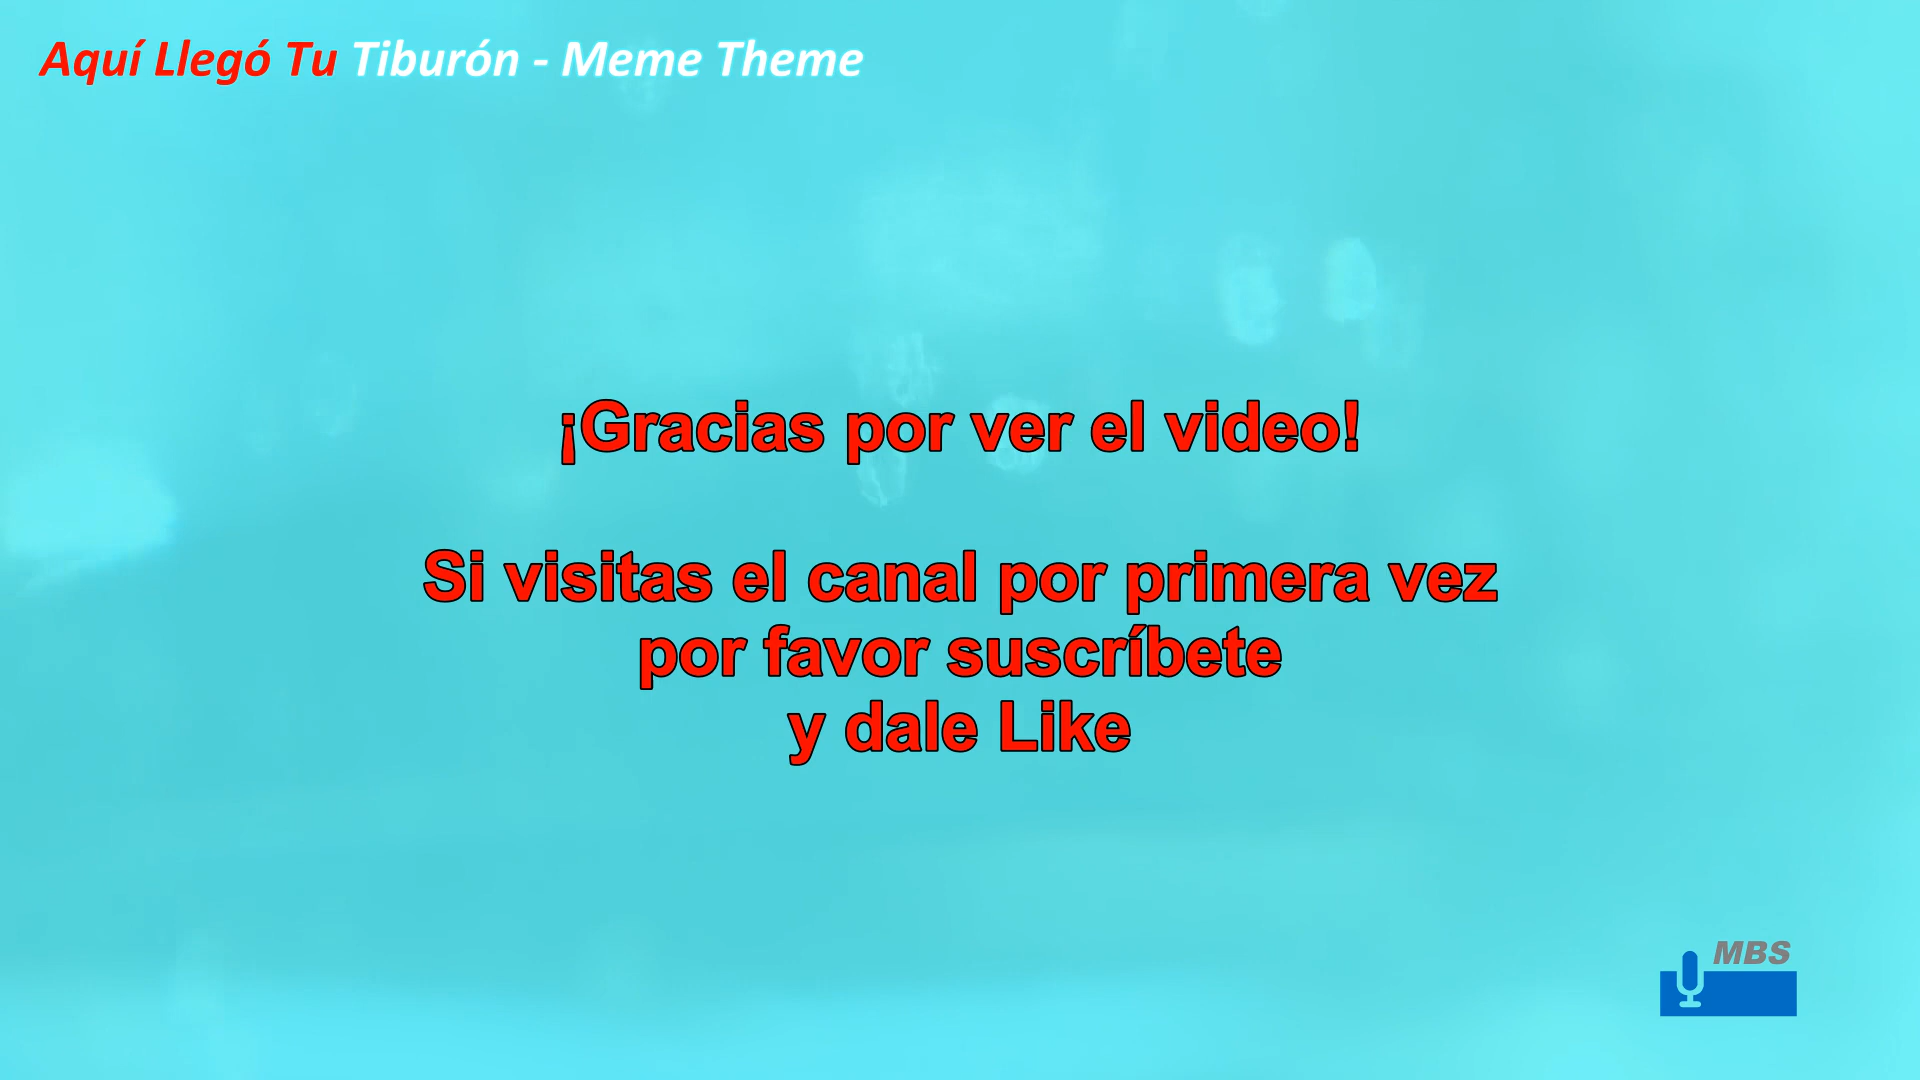 Aquí Llegó Tu Tiburón - Meme Theme
¡Gracias por ver el video!
Si visitas el canal por primera vez
por favor suscríbete
y dale Like
MBS